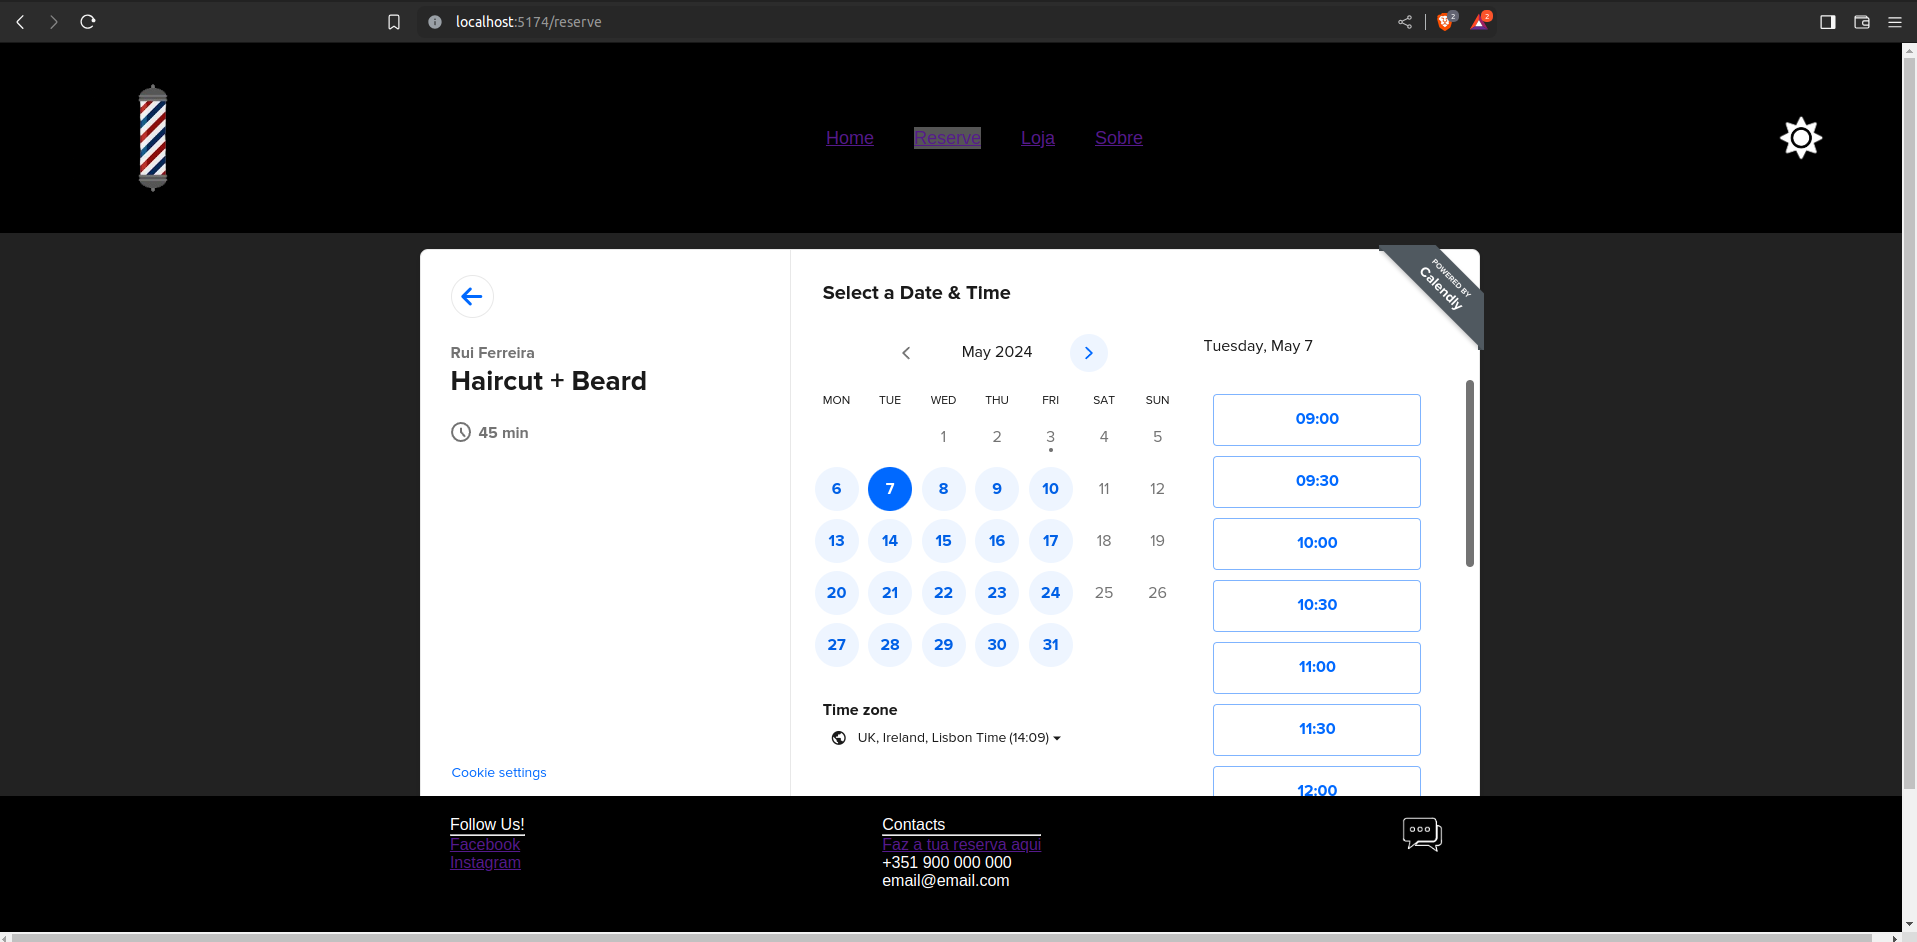 localhost:5174/reserve
2
2
Home Reserve Loja Sobre
POWERED BY
Calendly
Rui Ferreira
Haircut + Beard
45 min
Cookie settings
Select a Date & Time
May 2024
MON TUE WED THU FRI SAT SUN
1 2 3 4 5
6 7 8 9 10 11 12
13 14 15 16 17 18 19
20 21 22 23 24 25 26
27 28 29 30 31
Time zone
UK, Ireland, Lisbon Time (14:09)
Tuesday, May 7
09:00
09:30
10:00
10:30
11:00
11:30
12:00
Follow Us!
Facebook
Instagram
Contacts
Faz a tua reserva aqui
+351 900 000 000
email@email.com